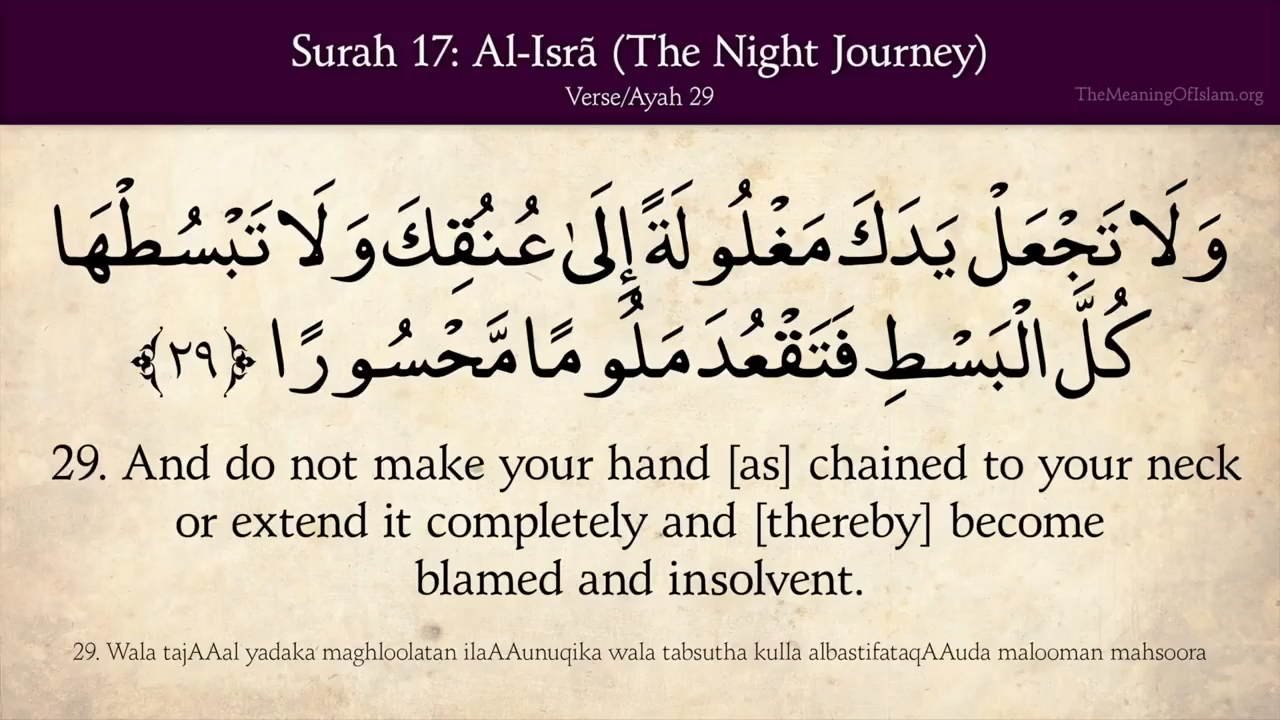 Surah 17: Al-Isrã (The Night Journey)
Verse/Ayah 29
TheMeaningOfIslam.org
وَلَا تَجْعَلْ يَدَكَ مَغْلُولَةً إِلَىٰ عُنُقِكَ وَلَا تَبْسُطْهَا
كُلَّ الْبَسْطِ فَتَقْعُدَ مَلُومًا مَّحْسُورًا ﴿٢٩﴾
29. And do not make your hand [as] chained to your neck
or extend it completely and [thereby] become
blamed and insolvent.
29. Wala tajAAal yadaka maghloolatan ilaAAunuqika wala tabsutha kulla albastifataqAAuda malooman mahsoora